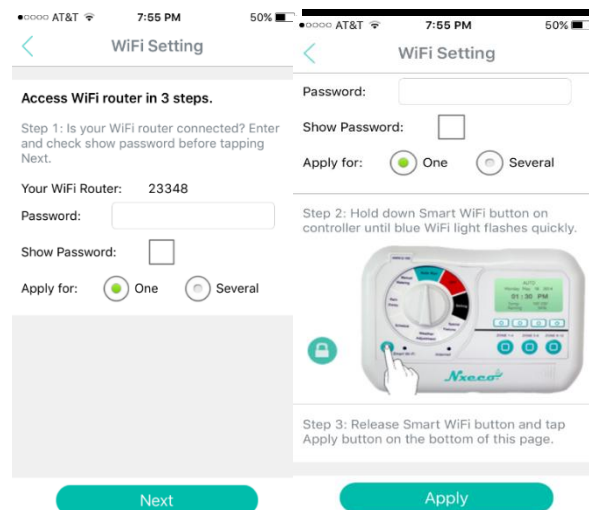 AT&T 7:55 PM 50%
WiFi Setting
Access WiFi router in 3 steps.
Step 1: Is your WiFi router connected? Enter
and check show password before tapping
Next.
Your WiFi Router: 23348
Password:
Show Password:
Apply for: One Several
Next
AT&T 7:55 PM 50%
WiFi Setting
Password:
Show Password:
Apply for: One Several
Step 2: Hold down Smart WiFi button on
controller until blue WiFi light flashes quickly.
AUTO
01:30 PM
Smart Wi-Fi
Internet
Nxeco
Step 3: Release Smart WiFi button and tap
Apply button on the bottom of this page.
Apply